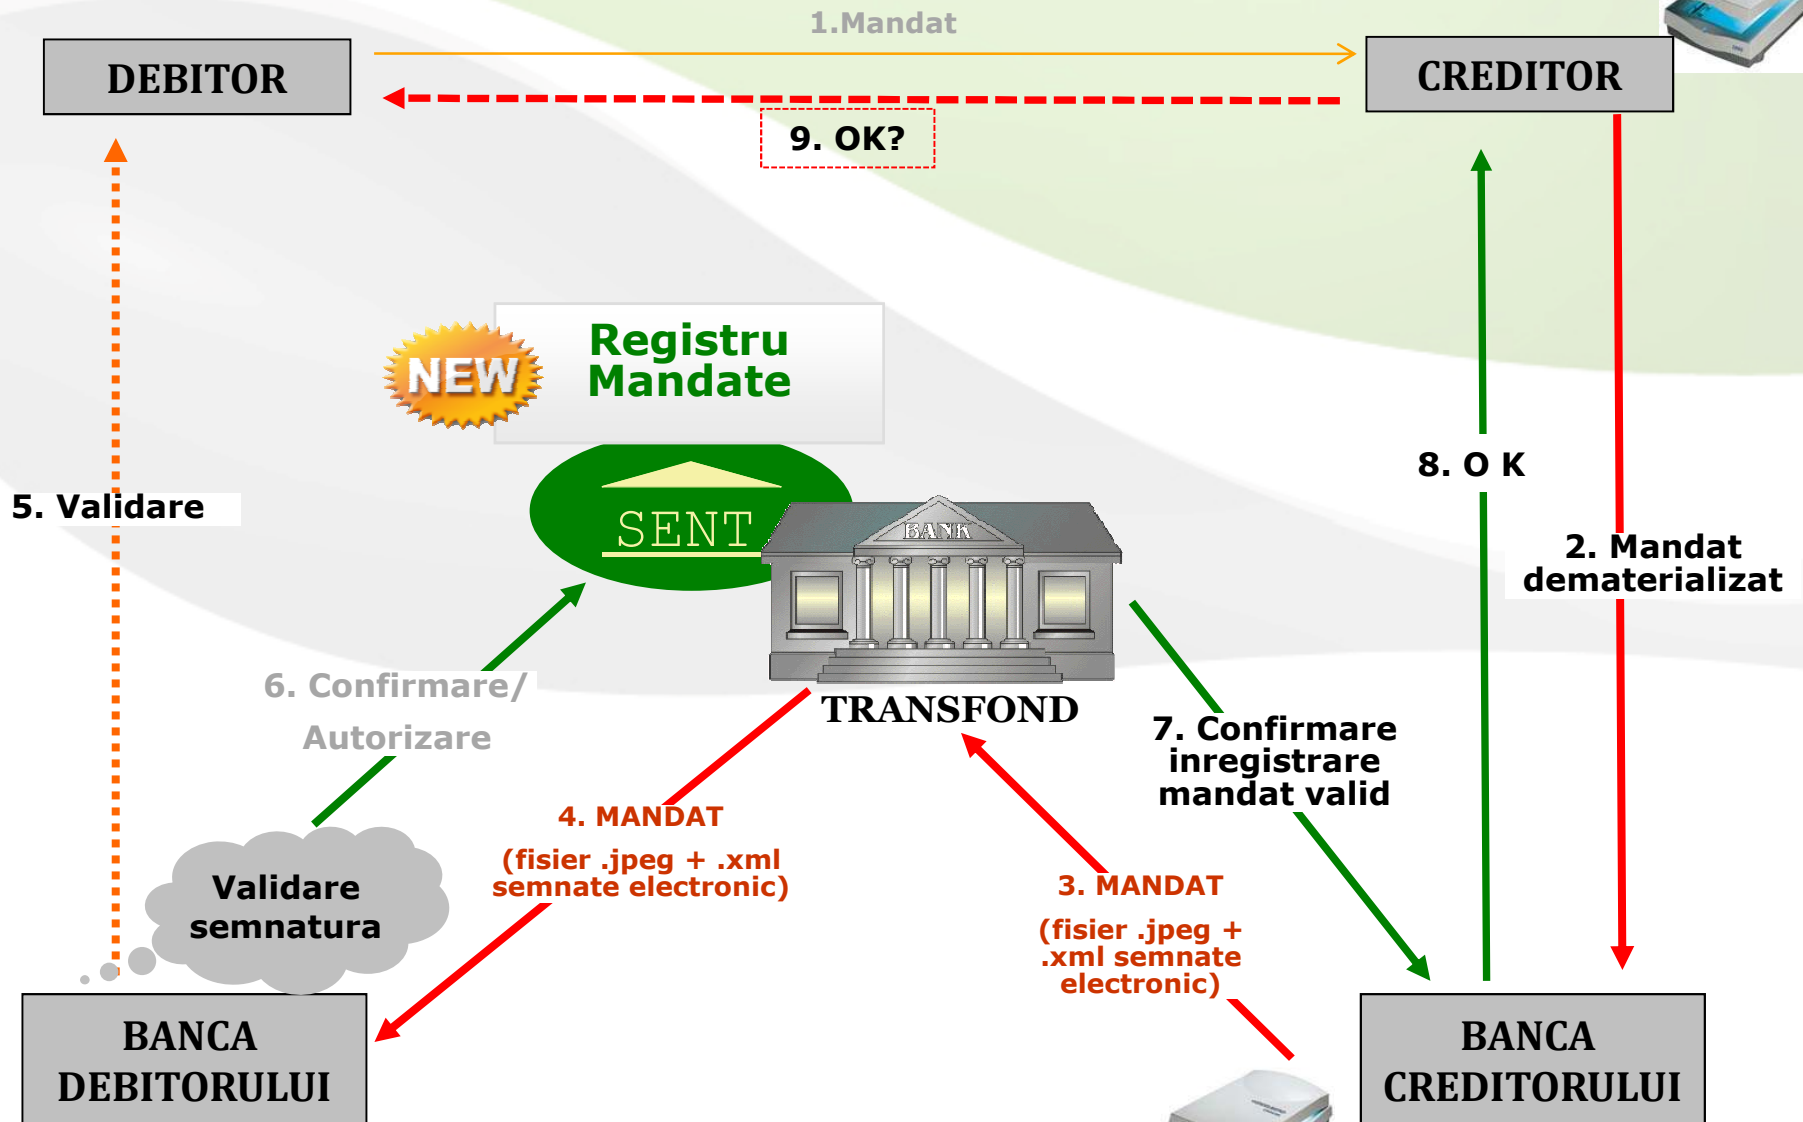 1.Mandat
DEBITOR
CREDITOR
9. OK?
NEW
Registru
Mandate
8. O K
5. Validare
SENT
BANK
2. Mandat
dematerializat
6. Confirmare/
Autorizare
TRANSFOND
7. Confirmare
inregistrare
mandat valid
4. MANDAT
(fisier .jpeg + .xml
semnate electronic)
3. MANDAT
(fisier .jpeg +
.xml semnate
electronic)
Validare
semnatura
BANCA
DEBITORULUI
BANCA
CREDITORULUI